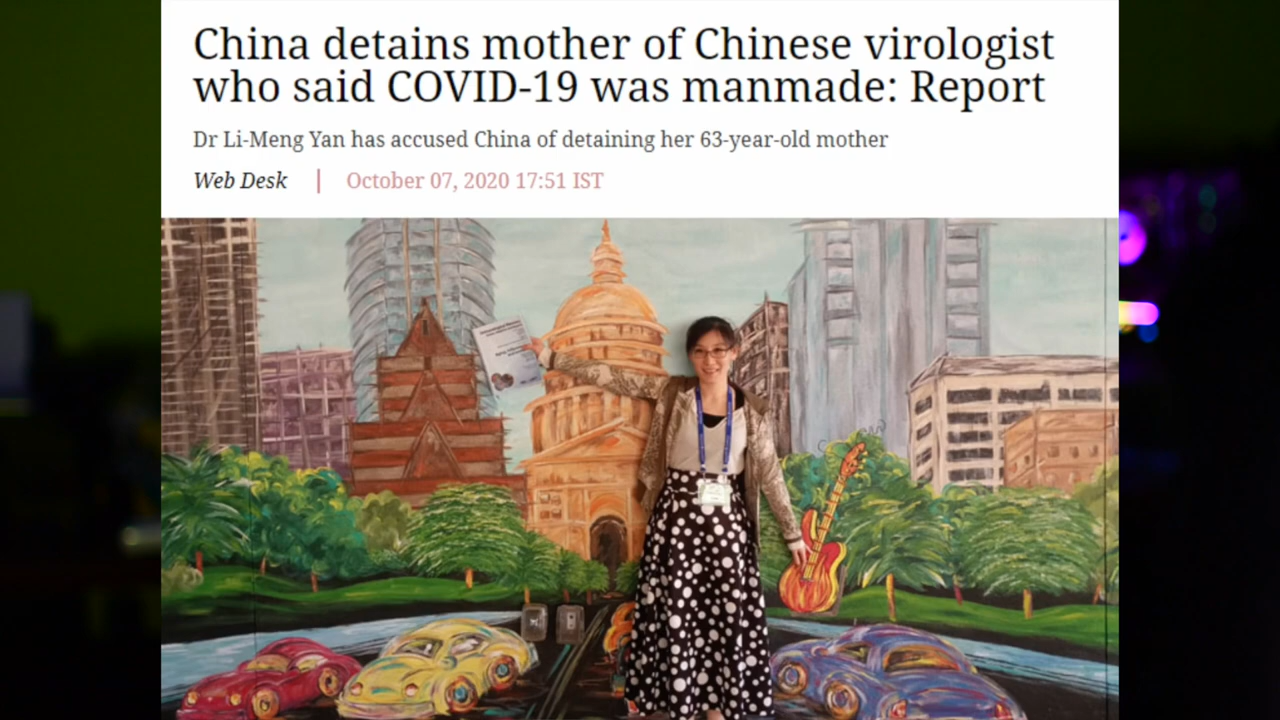 China detains mother of Chinese virologist
who said COVID-19 was manmade: Report
Dr Li-Meng Yan has accused China of detaining her 63-year-old mother
Web Desk | October 07, 2020 17:51 IST